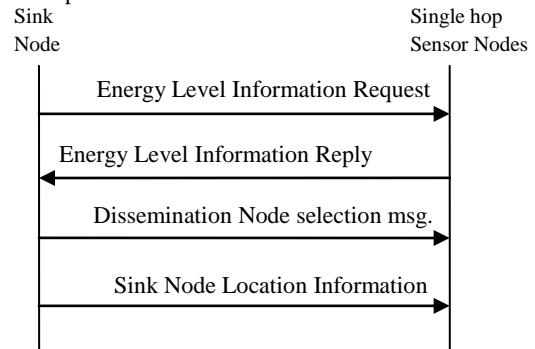 Sink
Node
Single hop
Sensor Nodes
Energy Level Information Request
Energy Level Information Reply
Dissemination Node selection msg.
Sink Node Location Information